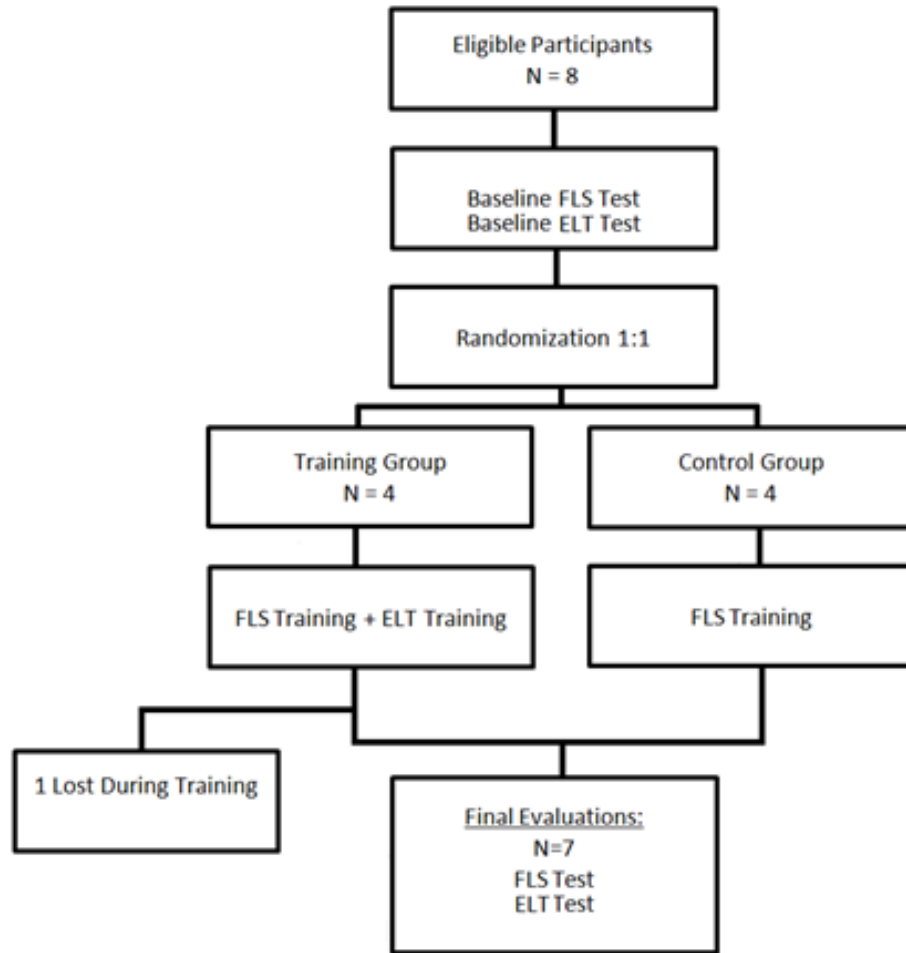 Eligible Participants
N = 8
Baseline FLS Test
Baseline ELT Test
Randomization 1:1
Training Group
N = 4
Control Group
N = 4
FLS Training + ELT Training
FLS Training
1 Lost During Training
Final Evaluations:
N=7
FLS Test
ELT Test